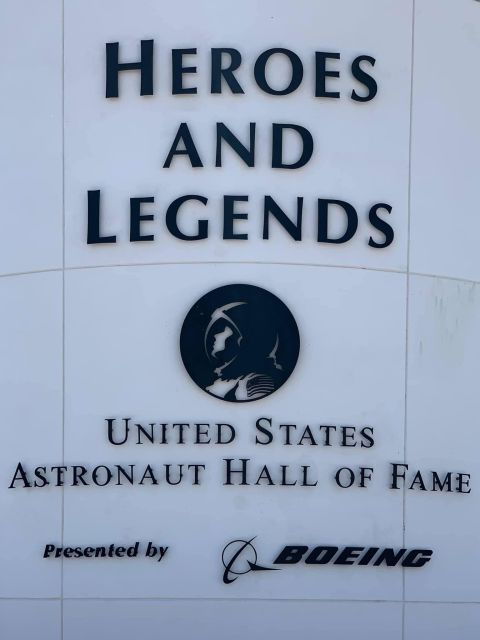 HEROES
AND
LEGENDS
UNITED STATES
ASTRONAUT HALL OF FAME
Presented by BOEING